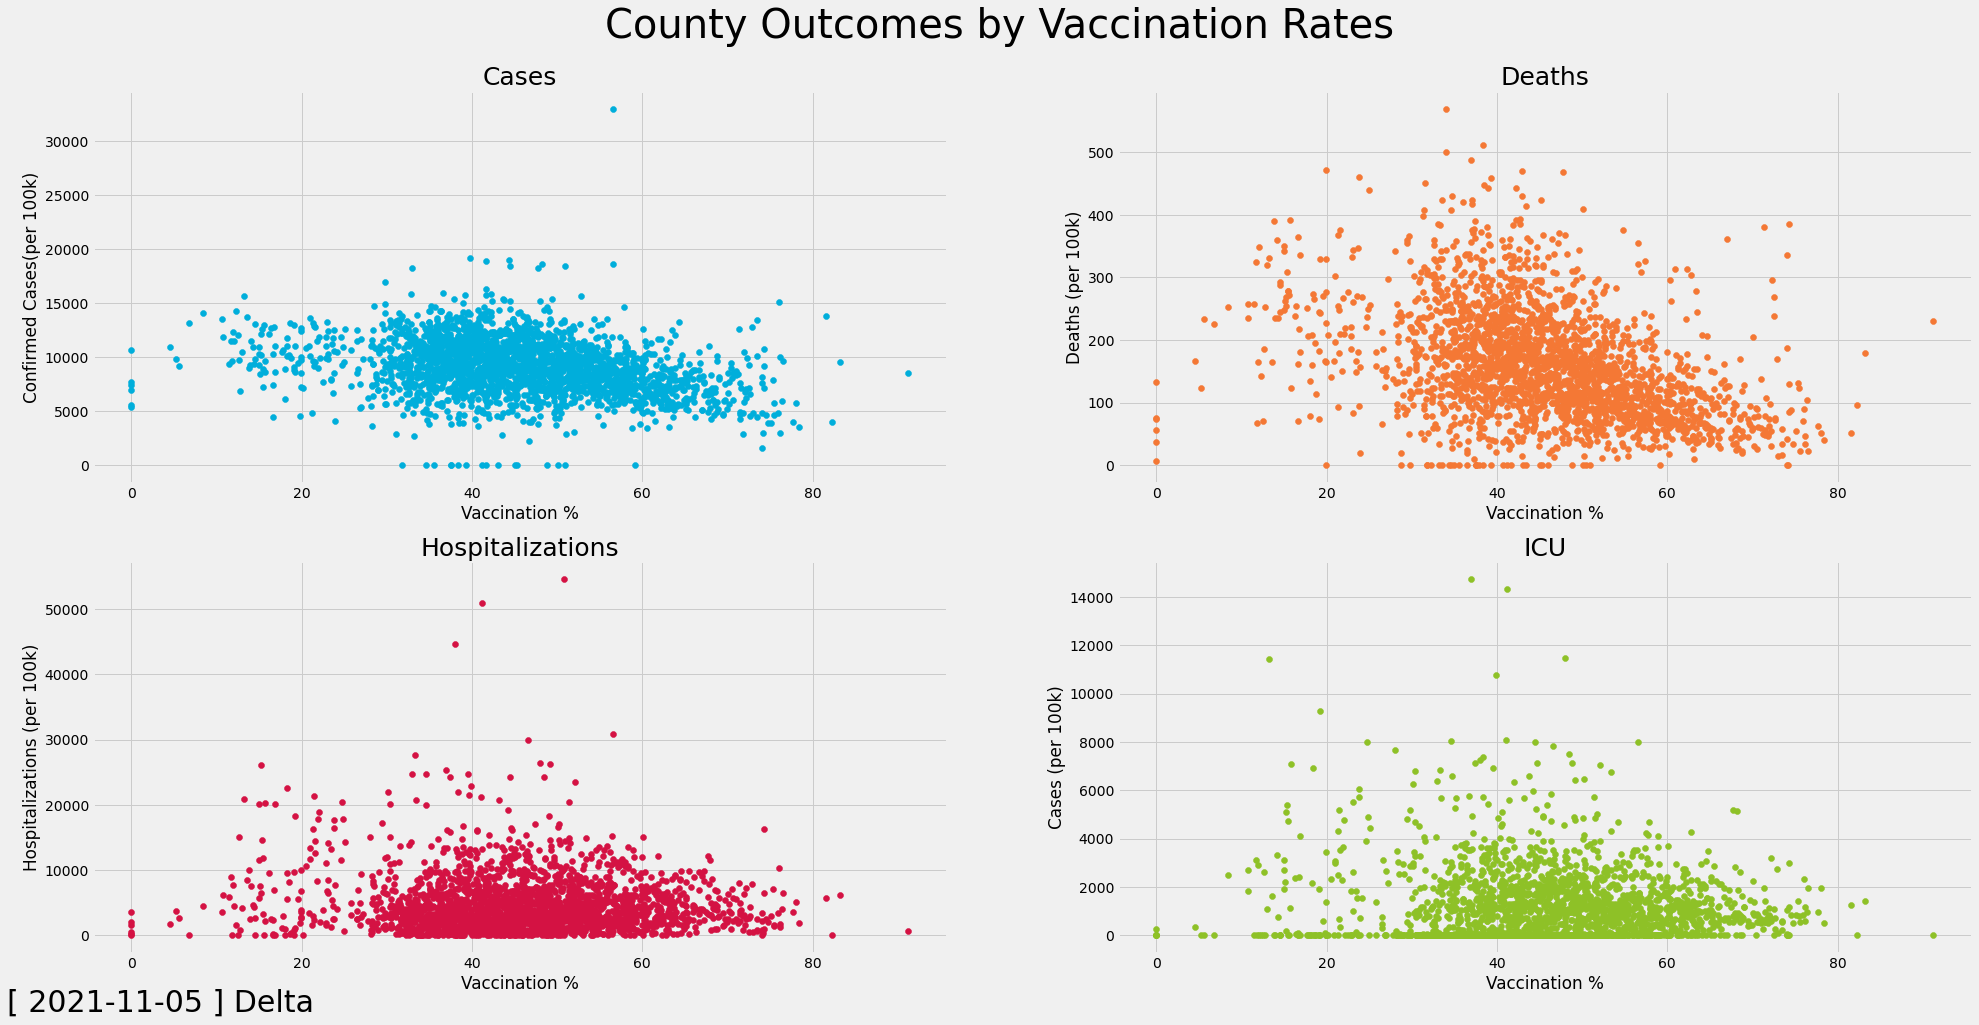 County Outcomes by Vaccination Rates
Cases
Confirmed Cases(per 100k)
30000
25000
20000
15000
10000
5000
0
0 20 40 60 80
Vaccination %
Deaths
Deaths (per 100k)
500
400
300
200
100
0
0 20 40 60 80
Vaccination %
Hospitalizations
Hospitalizations (per 100k)
50000
40000
30000
20000
10000
0
0 20 40 60 80
Vaccination %
ICU
Cases (per 100k)
14000
12000
10000
8000
6000
4000
2000
0
0 20 40 60 80
Vaccination %
[ 2021-11-05 ] Delta